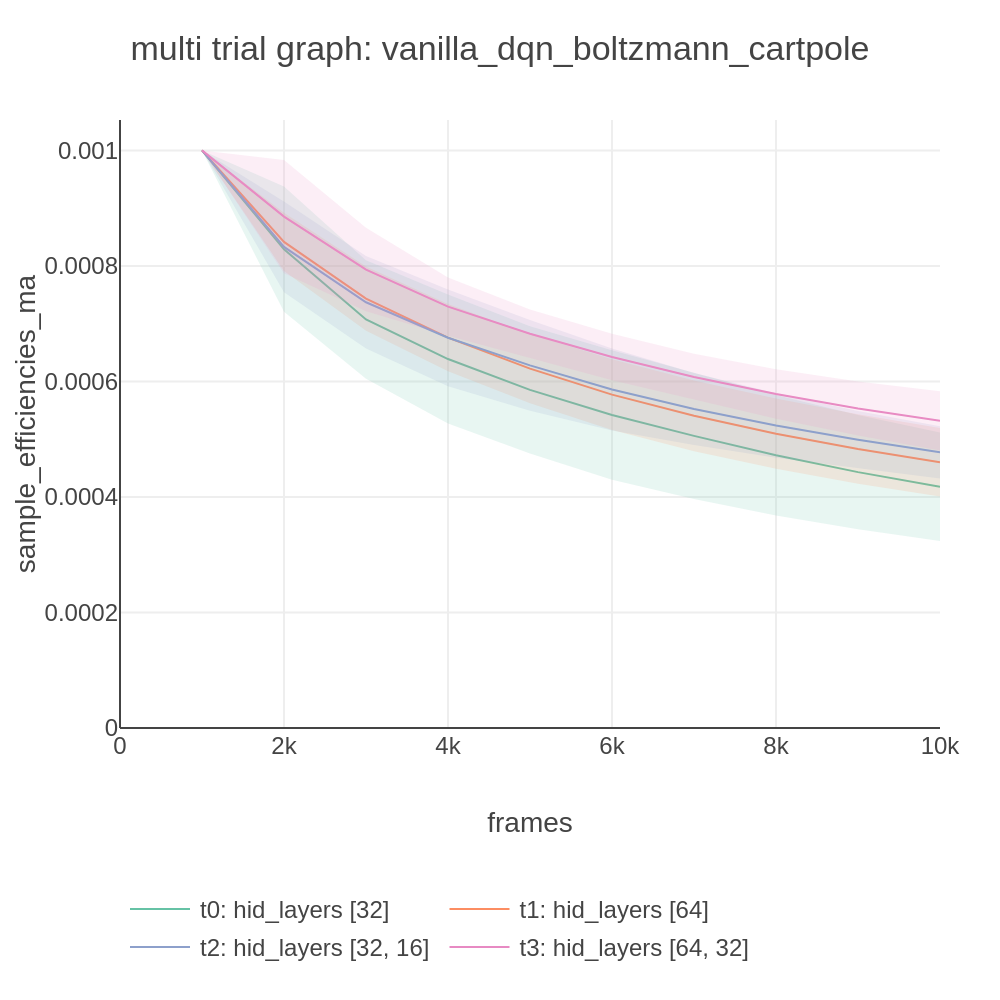 multi trial graph: vanilla_dqn_boltzmann_cartpole
sample_efficiencies_ma
0.001
0.0008
0.0006
0.0004
0.0002
0
0 2k 4k 6k 8k 10k
frames
t0: hid_layers [32] t1: hid_layers [64]
t2: hid_layers [32, 16] t3: hid_layers [64, 32]